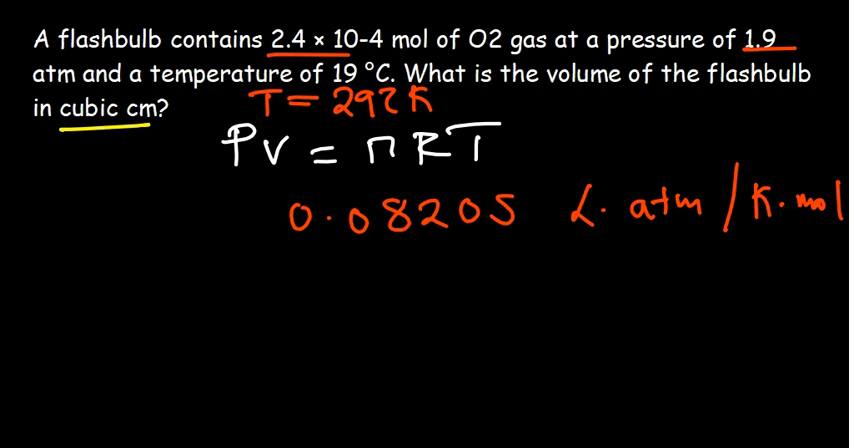 A flashbulb contains 2.4 × 10-4 mol of O2 gas at a pressure of 1.9
atm and a temperature of 19 °C. What is the volume of the flashbulb
in cubic cm?
T = 292 K
PV = nRT
0.08205 L. atm / K. mol